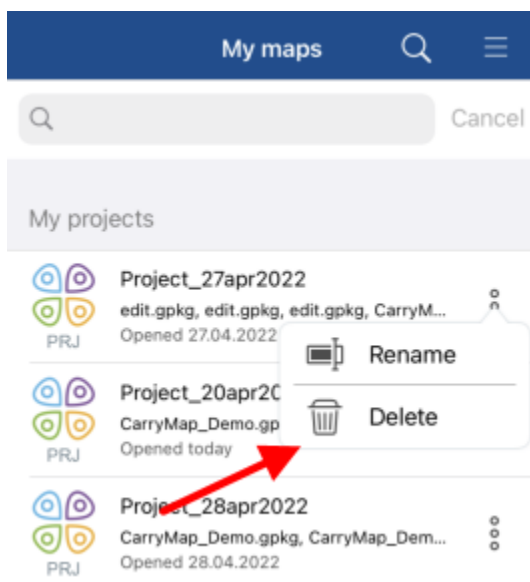 My maps
Cancel
My projects
Project_27apr2022
edit.gpkg, edit.gpkg, edit.gpkg, CarryM...
PRJ
Opened 27.04.2022
Rename
Project_20apr20
Delete
CarryMap_Demo.gp
PRJ
Opened today
Project_28apr2022
CarryMap_Demo.gpkg, CarryMap_Dem...
PRJ
Opened 28.04.2022